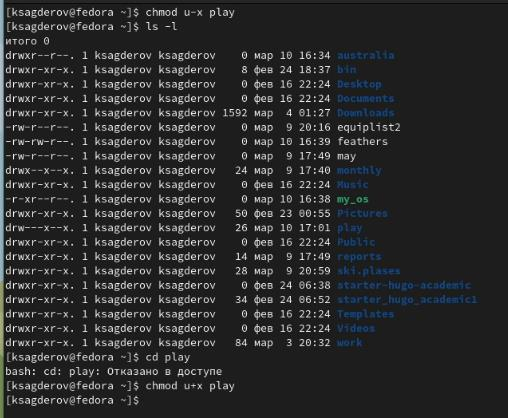 [ksagderov@fedora ~]$ chmod u-x play
[ksagderov@fedora ~]$ ls -l
итого 0
drwxr--r--. 1 ksagderov ksagderov 0 мар 10 16:34 australia
drwxr-xr-x. 1 ksagderov ksagderov 8 фев 24 18:37 bin
drwxr-xr-x. 1 ksagderov ksagderov 0 фев 16 22:24 Desktop
drwxr-xr-x. 1 ksagderov ksagderov 0 фев 16 22:24 Documents
drwxr-xr-x. 1 ksagderov ksagderov 1592 мар 4 01:27 Downloads
-rw-r--r--. 1 ksagderov ksagderov 0 мар 9 20:16 equiplist2
-rw-rw-r--. 1 ksagderov ksagderov 0 мар 10 16:39 feathers
-rw-r--r--. 1 ksagderov ksagderov 0 мар 9 17:49 may
drwx--x--x. 1 ksagderov ksagderov 24 мар 9 17:40 monthly
drwxr-xr-x. 1 ksagderov ksagderov 0 фев 16 22:24 Music
-r-xr--r--. 1 ksagderov ksagderov 0 мар 10 16:38 my_os
drwxr-xr-x. 1 ksagderov ksagderov 50 фев 23 00:55 Pictures
drw---x--x. 1 ksagderov ksagderov 26 мар 10 17:01 play
drwxr-xr-x. 1 ksagderov ksagderov 0 фев 16 22:24 Public
drwxr-xr-x. 1 ksagderov ksagderov 14 мар 9 17:49 reports
drwxr-xr-x. 1 ksagderov ksagderov 28 мар 9 20:59 ski.plases
drwxr-xr-x. 1 ksagderov ksagderov 0 фев 24 06:38 starter-hugo-academic
drwxr-xr-x. 1 ksagderov ksagderov 34 фев 24 06:52 starter_hugo_academic1
drwxr-xr-x. 1 ksagderov ksagderov 0 фев 16 22:24 Templates
drwxr-xr-x. 1 ksagderov ksagderov 0 фев 16 22:24 Videos
drwxr-xr-x. 1 ksagderov ksagderov 84 мар 3 20:32 work
[ksagderov@fedora ~]$ cd play
bash: cd: play: Отказано в доступе
[ksagderov@fedora ~]$ chmod u+x play
[ksagderov@fedora ~]$